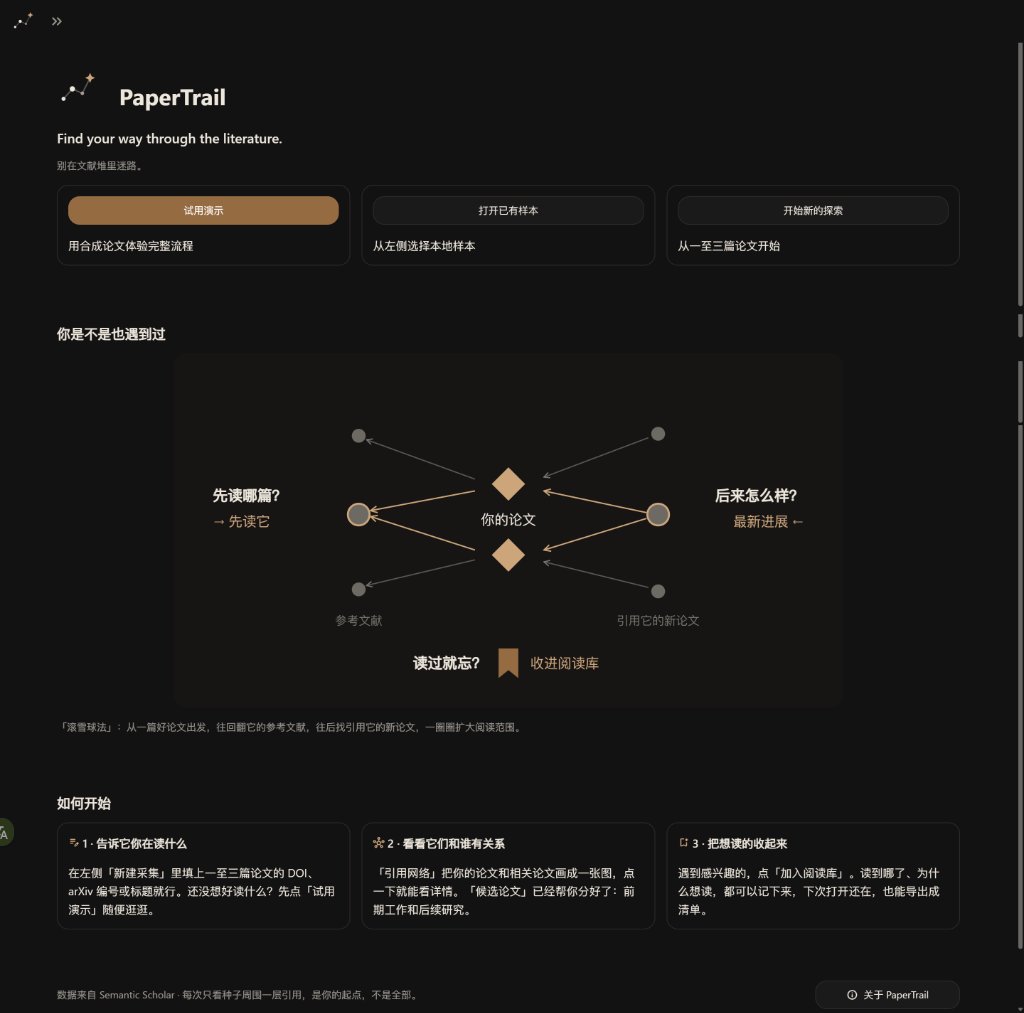 PaperTrail
Find your way through the literature.
别在文献堆里迷路。
试用演示
用合成论文体验完整流程
打开已有样本
从左侧选择本地样本
开始新的探索
从一至三篇论文开始
你是不是也遇到过
先读哪篇?
→ 先读它
你的论文
后来怎么样?
最新进展 ←
参考文献
引用它的新论文
读过就忘?
收进阅读库
「滚雪球法」：从一篇好论文出发，往回翻它的参考文献，往后找引用它的新论文，一圈圈扩大阅读范围。
如何开始
1 · 告诉它你在读什么
在左侧「新建采集」里填上一至三篇论文的 DOI、
arXiv 编号或标题就行。还没想好读什么？先点「试用
演示」随便逛逛。
2 · 看看它们和谁有关系
「引用网络」把你的论文和相关论文画成一张图，点
一下就能看详情。「候选论文」已经帮你分好了：前
期工作和后续研究。
3 · 把想读的收起来
遇到感兴趣的，点「加入阅读库」。读到哪了、为什
么想读，都可以记下来，下次打开还在，也能导出成
清单。
数据来自 Semantic Scholar · 每次只看种子周围一层引用，是你的起点，不是全部。
关于 PaperTrail